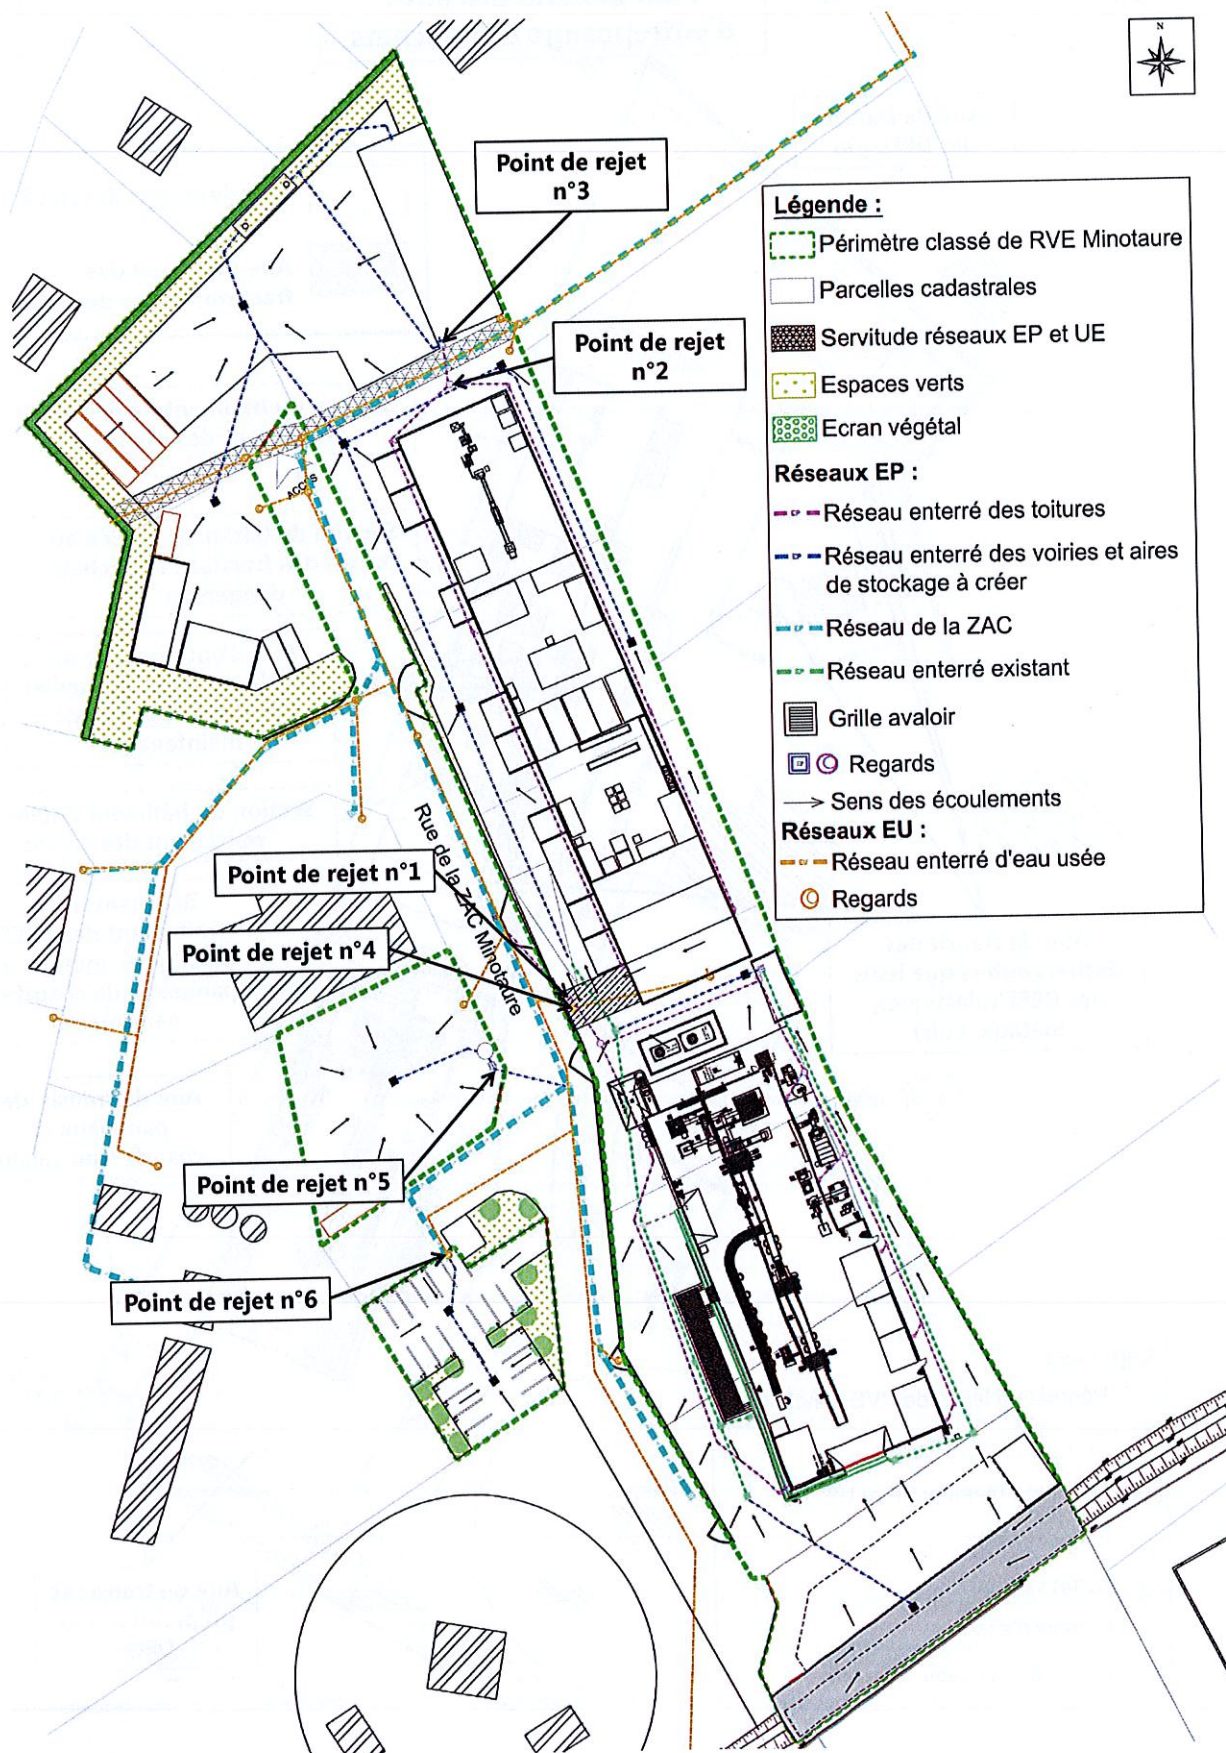 N
Point de rejet
n°3
Point de rejet
n°2
Légende :
Périmètre classé de RVE Minotaure
Parcelles cadastrales
Servitude réseaux EP et UE
Espaces verts
Ecran végétal
Réseaux EP :
Réseau enterré des toitures
Réseau enterré des voiries et aires
de stockage à créer
Réseau de la ZAC
Réseau enterré existant
Grille avaloir
Regards
Sens des écoulements
Réseaux EU :
Réseau enterré d'eau usée
Regards
ACCES
Rue de la ZAC Minotaure
Point de rejet n°1
Point de rejet n°4
Point de rejet n°5
Point de rejet n°6